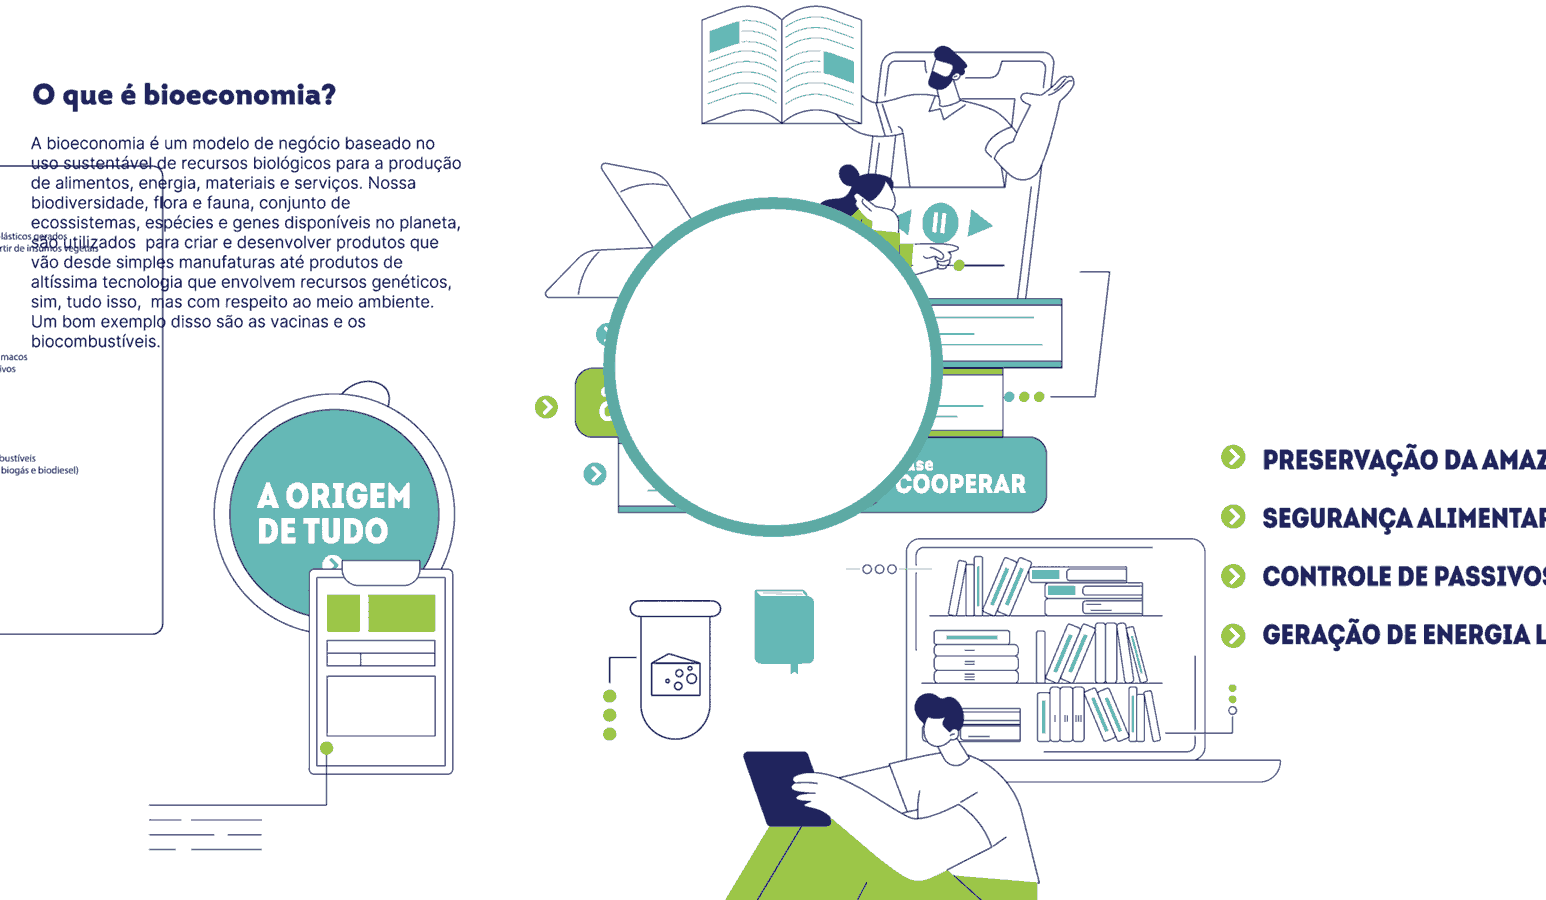 O que é bioeconomia?
A bioeconomia é um modelo de negócio baseado no
uso sustentável de recursos biológicos para a produção
de alimentos, energia, materiais e serviços. Nossa
biodiversidade, flora e fauna, conjunto de
ecossistemas, espécies e genes disponíveis no planeta,
são utilizados para criar e desenvolver produtos que
vão desde simples manufaturas até produtos de
altíssima tecnologia que envolvem recursos genéticos,
sim, tudo isso, mas com respeito ao meio ambiente.
Um bom exemplo disso são as vacinas e os
biocombustíveis.
lásticos gerados
rtir de insumos vegetais
macos
ivos
bustíveis
biogás e biodiesel)
A ORIGEM
DE TUDO
COOPERAR
PRESERVAÇÃO DA AMAZ
SEGURANÇA ALIMENTAR
CONTROLE DE PASSIVOS
GERAÇÃO DE ENERGIA L